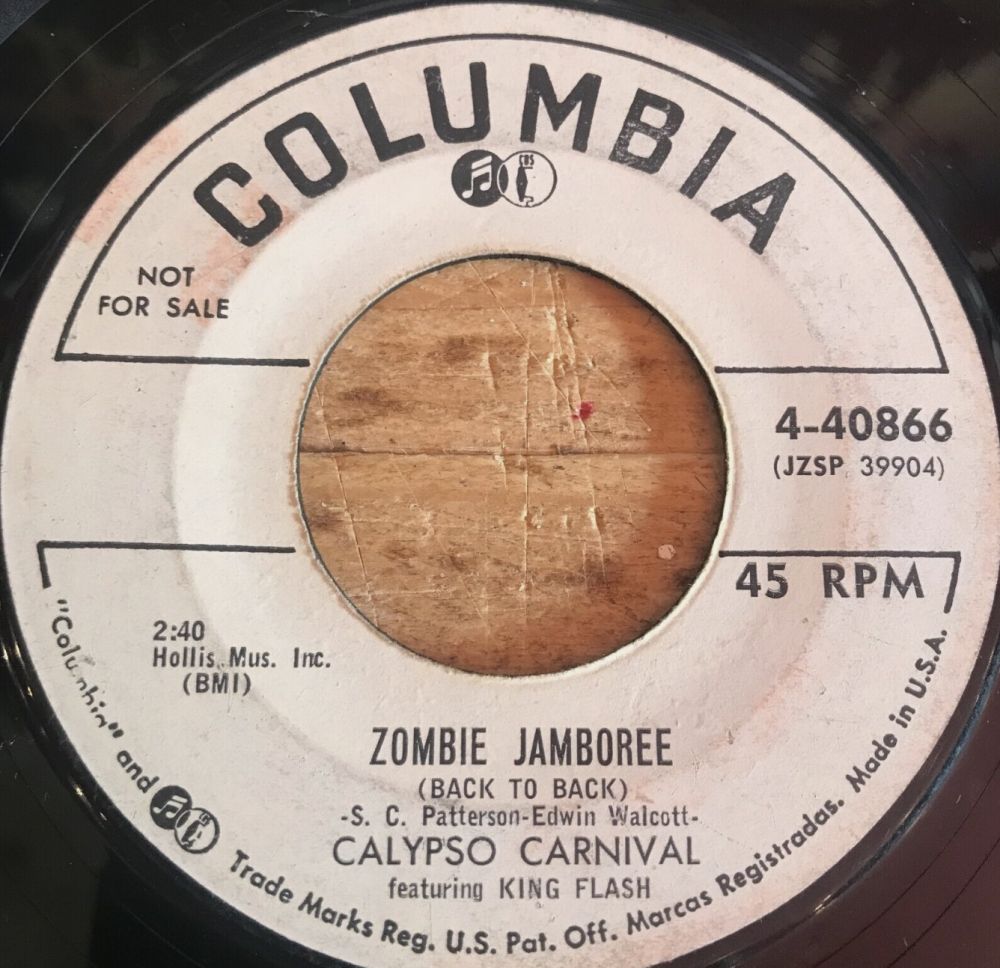 COLUMBIA
CBS
NOT
FOR SALE
4-40866
(JZSP 39904)
45 RPM
2:40
Hollis Mus. Inc.
(BMI)
ZOMBIE JAMBOREE
(BACK TO BACK)
-S. C. Patterson-Edwin Walcott-
CALYPSO CARNIVAL
featuring KING FLASH
"Columbia" and Trade Marks Reg. U.S. Pat. Off. Marcas Registradas. Made in U.S.A.